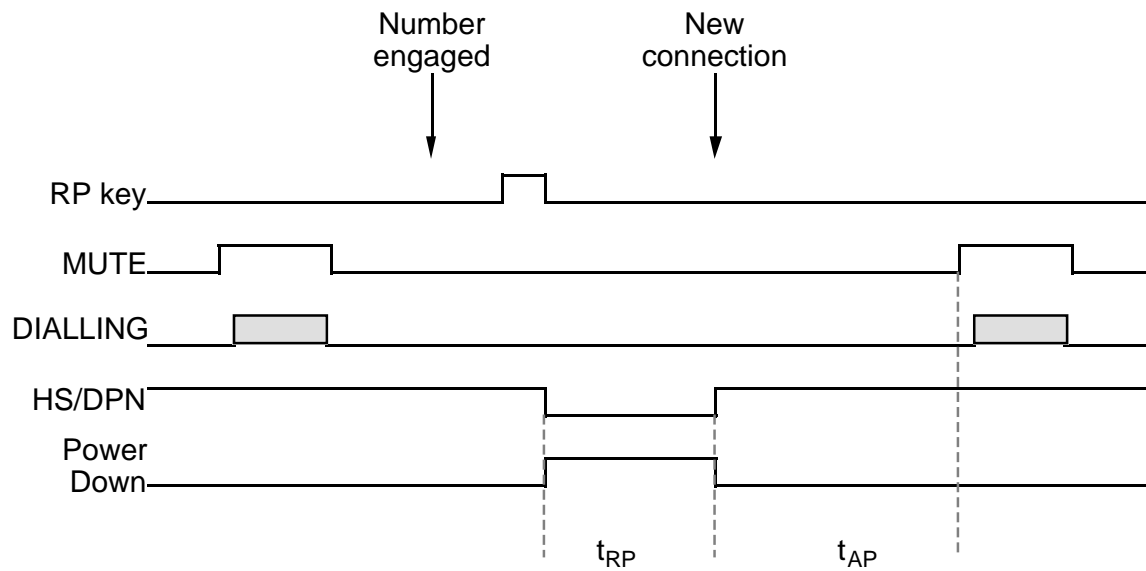 Number
engaged
New
connection
RP key
MUTE
DIALLING
HS/DPN
Power
Down
tRP
tAP